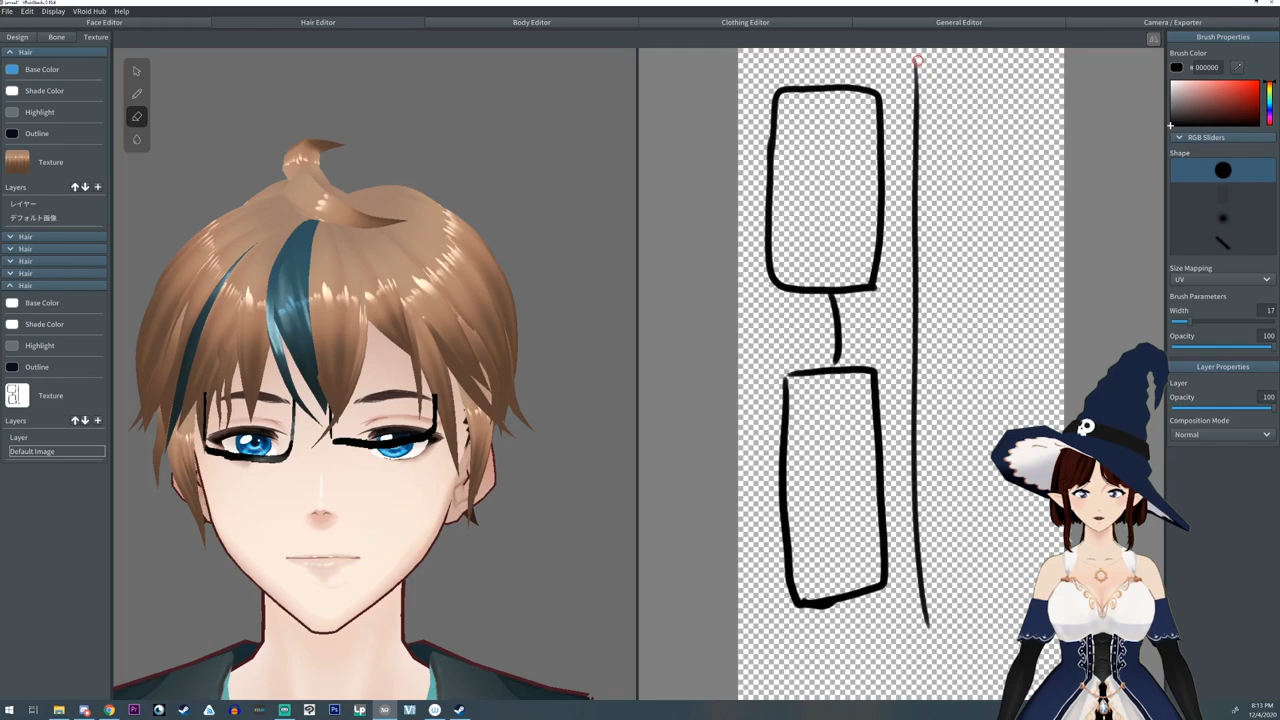 File Edit Display VRoid Hub Help
Face Editor Hair Editor Body Editor Clothing Editor General Editor Camera / Exporter
Design Bone Texture
Hair
Base Color
Shade Color
Highlight
Outline
Texture
Layers
レイヤー
デフォルト画像
Hair
Hair
Hair
Hair
Hair
Base Color
Shade Color
Highlight
Outline
Texture
Layers
Layer
Default Image
Brush Properties
Brush Color
000000
RGB Sliders
Shape
Size Mapping
UV
Brush Parameters
Width 17
Opacity 100
Layer Properties
Layer
Opacity 100
Composition Mode
Normal
8:13 PM
12/4/2020